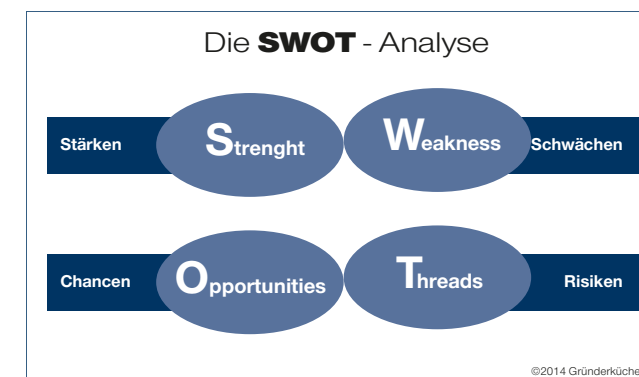 Die SWOT - Analyse
Stärken
Strenght
Weakness
Schwächen
Chancen
Opportunities
Threads
Risiken
©2014 Gründerküche